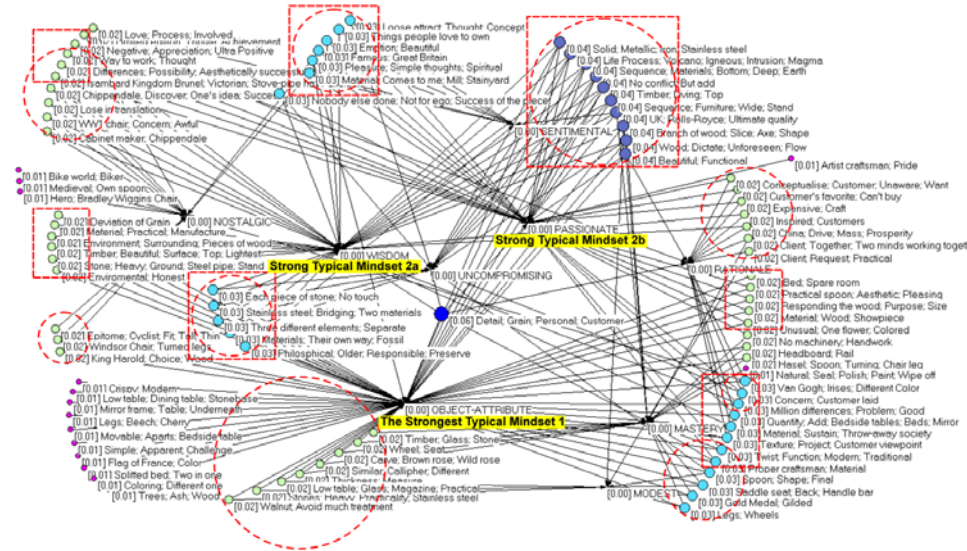 [0.02] Love; Process; Involved,
[0.02] Negative; Appreciation; Ultra Positive
[0.02] Way to work; Thought
[0.02] Differences; Possibility; Aesthetically successful
[0.02] Isambard Kingdom Brunel; Victorian; Stove-pipe
[0.02] Chippendale, Discover; One's idea;
[0.02] Lose in translation
[0.02] WW1 chair; Concern; Awful
[0.02] Cabinet maker; Chippendale
[0.03] Loose attract; Thought; Concept
[0.03] Things people love to own
[0.03] Emotion; Beautiful
[0.03] Famous; Great Britain
[0.03] Pleasure; Simple thoughts; Spiritual
[0.03] Material; Comes to me; Mill; Stainyard
[0.03] Nobody else done; Not for ego; Success of the piece
[0.04] Solid; Metallic; Iron; Stainless steel
[0.04] Life Process; Volcano; Igneous; Intrusion; Magma
[0.04] Sequence; Materials; Bottom; Deep; Earth
[0.04] No conflict; But add
[0.04] Timber; Living; Top
[0.04] Sequence; Furniture; Wide; Stand
[0.04] UK; Rolls-Royce; Ultimate quality
[0.04] Branch of wood; Slice; Axe; Shape
[0.04] Wood; Dictate; Unforeseen; Flow
[0.04] Beautiful; Functional
[0.00] SENTIMENTAL
[0.01] Artist craftsman; Pride
[0.01] Bike world; Biker
[0.01] Medieval; Own spoon;
[0.01] Hero; Bradley Wiggins Chair
[0.00] NOSTALGIC
[0.00] PASSIONATE
Strong Typical Mindset 2b
[0.00] WISDOM
Strong Typical Mindset 2a
[0.00] UNCOMPROMISING
[0.00] RATIONALE
[0.02] Conceptualise; Customer; Unaware; Want
[0.02] Customer's favorite; Can't buy
[0.02] Expensive; Craft
[0.02] Inspired; Customers
[0.02] China; Drive; Mass; Prosperity
[0.02] Client; Together; Two minds working toget
[0.02] Client; Request; Practical
[0.02] Deviation of Grain
[0.02] Material; Practical; Manufacture
[0.02] Environment; Surrounding; Pieces of wood
[0.02] Timber; Beautiful; Surface; Top; Lightest
[0.02] Stone; Heavy; Ground; Steel pipe; Stand
[0.02] Enviromental; Honest
[0.03] Each piece of stone; No touch
[0.03] Stainless steel; Bridging; Two materials
[0.03] Three different elements; Separate
[0.03] Materials; Their own way; Fossil
[0.03] Philosophical; Older; Responsible; Preserve
[0.06] Detail; Grain; Personal; Customer
[0.02] Bed; Spare room
[0.02] Practical spoon; Aesthetic; Pleasing
[0.02] Responding the wood; Purpose; Size
[0.02] Material; Wood; Showpiece
[0.02] Unusual; One flower; Colored
[0.02] No machinery; Handwork
[0.02] Headboard; Rail
[0.02] Hasel; Spoon; Turning; Chair leg
[0.02] Epitome; Cyclist; Fit; Tall; Thin
[0.02] Windsor Chair; Turned legs
[0.02] King Harold; Choice; Wood
[0.01] Natural; Seal; Polish; Paint; Wipe off
[0.03] Van Gogh; Irises; Different Color
[0.03] Concern; Customer laid
[0.03] Million differences; Problem; Good
[0.03] Quantity; Add; Bedside tables; Beds; Mirror
[0.03] Material; Sustain; Throw-away society
[0.03] Texture; Project; Customer viewpoint
[0.03] Twist; Function; Modern; Traditional
[0.03] Proper craftsman; Material
[0.03] Spoon; Shape; Final
[0.03] Saddle seat; Back; Handle bar
[0.03] Gold Medal; Gilded
[0.03] Legs; Wheels
[0.01] Crispy; Modern
[0.01] Low table; Dining table; Stonebase
[0.01] Mirror frame; Table; Underneath
[0.01] Legs; Beech; Cherry
[0.01] Movable; Aparts; Bedside table
[0.01] Simple; Apparent; Challenge
[0.01] Flag of France; Color
[0.01] Splitted bed; Two in one
[0.01] Coloring; Different one
[0.01] Trees; Ash; Wood
[0.00] OBJECT-ATTRIBUTE
The Strongest Typical Mindset 1
[0.00] MASTERY
[0.00] MODEST
[0.02] Timber; Glass; Stone
[0.02] Wheel; Seat
[0.02] Carve; Brown rose; Wild rose
[0.02] Similar; Callipher; Different
[0.02] Thickness; Measure
[0.02] Low table; Glass; Magazine; Practical
[0.02] Strong; Heavy; Practicality; Stainless steel
[0.02] Walnut; Avoid much treatment